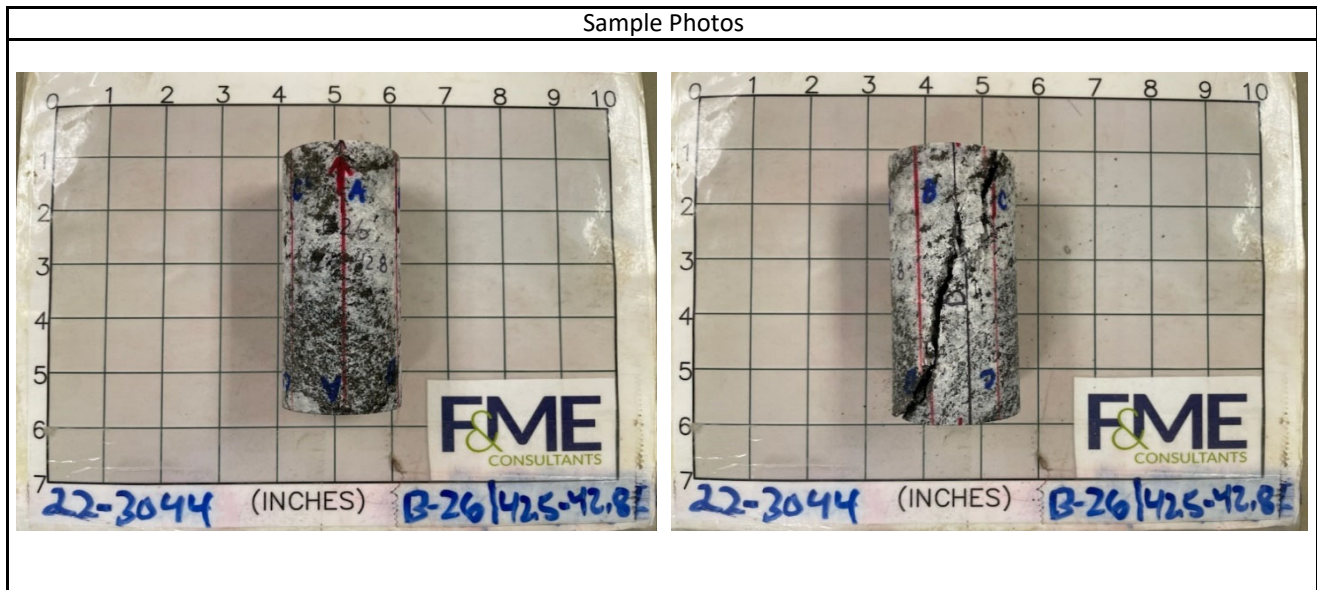 Sample Photos
0 1 2 3 4 5 6 7 8 9 10
1
2
3
4
5
6
7
C A
26
428
A
F&ME
CONSULTANTS
22-3044 (INCHES) B-26/42.5-42.8
0 1 2 3 4 5 6 7 8 9 10
1
2
3
4
5
6
7
B C
8
B
C
F&ME
CONSULTANTS
22-3044 (INCHES) B-26/42.5-42.8